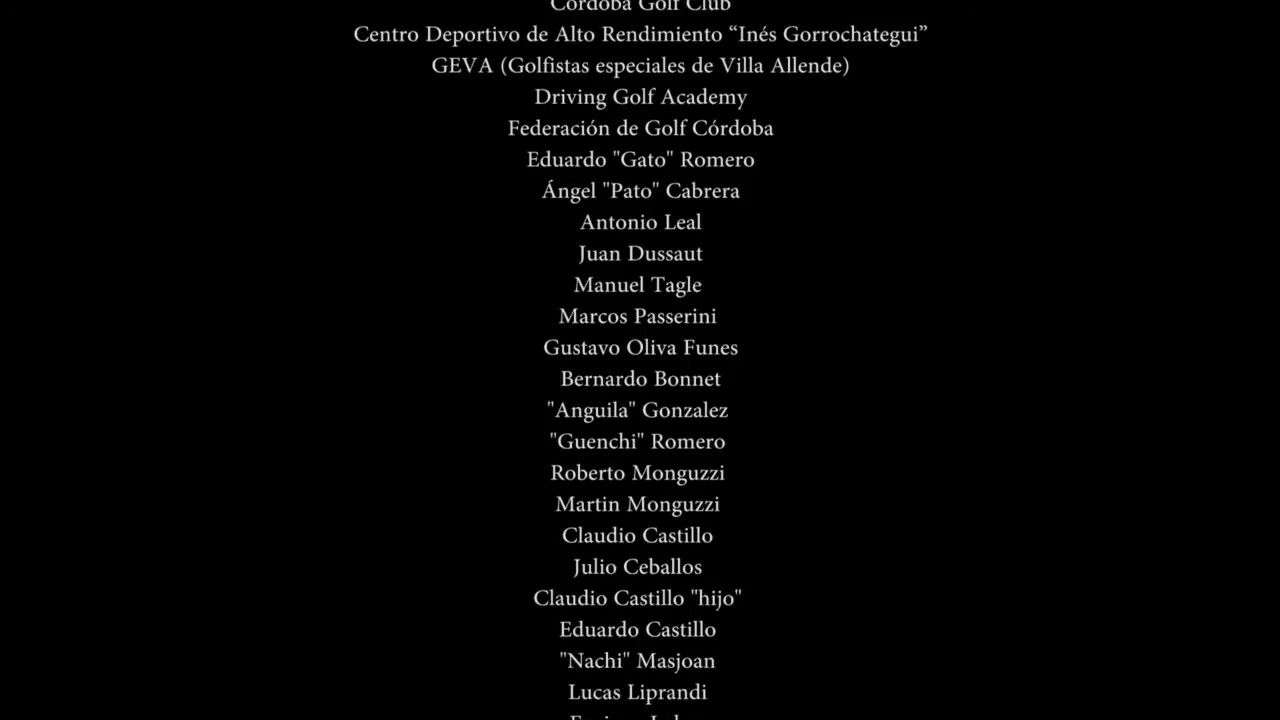 Córdoba Golf Club
Centro Deportivo de Alto Rendimiento “Inés Gorrochategui”
GEVA (Golfistas especiales de Villa Allende)
Driving Golf Academy
Federación de Golf Córdoba
Eduardo "Gato" Romero
Ángel "Pato" Cabrera
Antonio Leal
Juan Dussaut
Manuel Tagle
Marcos Passerini
Gustavo Oliva Funes
Bernardo Bonnet
"Anguila" Gonzalez
"Guenchi" Romero
Roberto Monguzzi
Martin Monguzzi
Claudio Castillo
Julio Ceballos
Claudio Castillo "hijo"
Eduardo Castillo
"Nachi" Masjoan
Lucas Liprandi